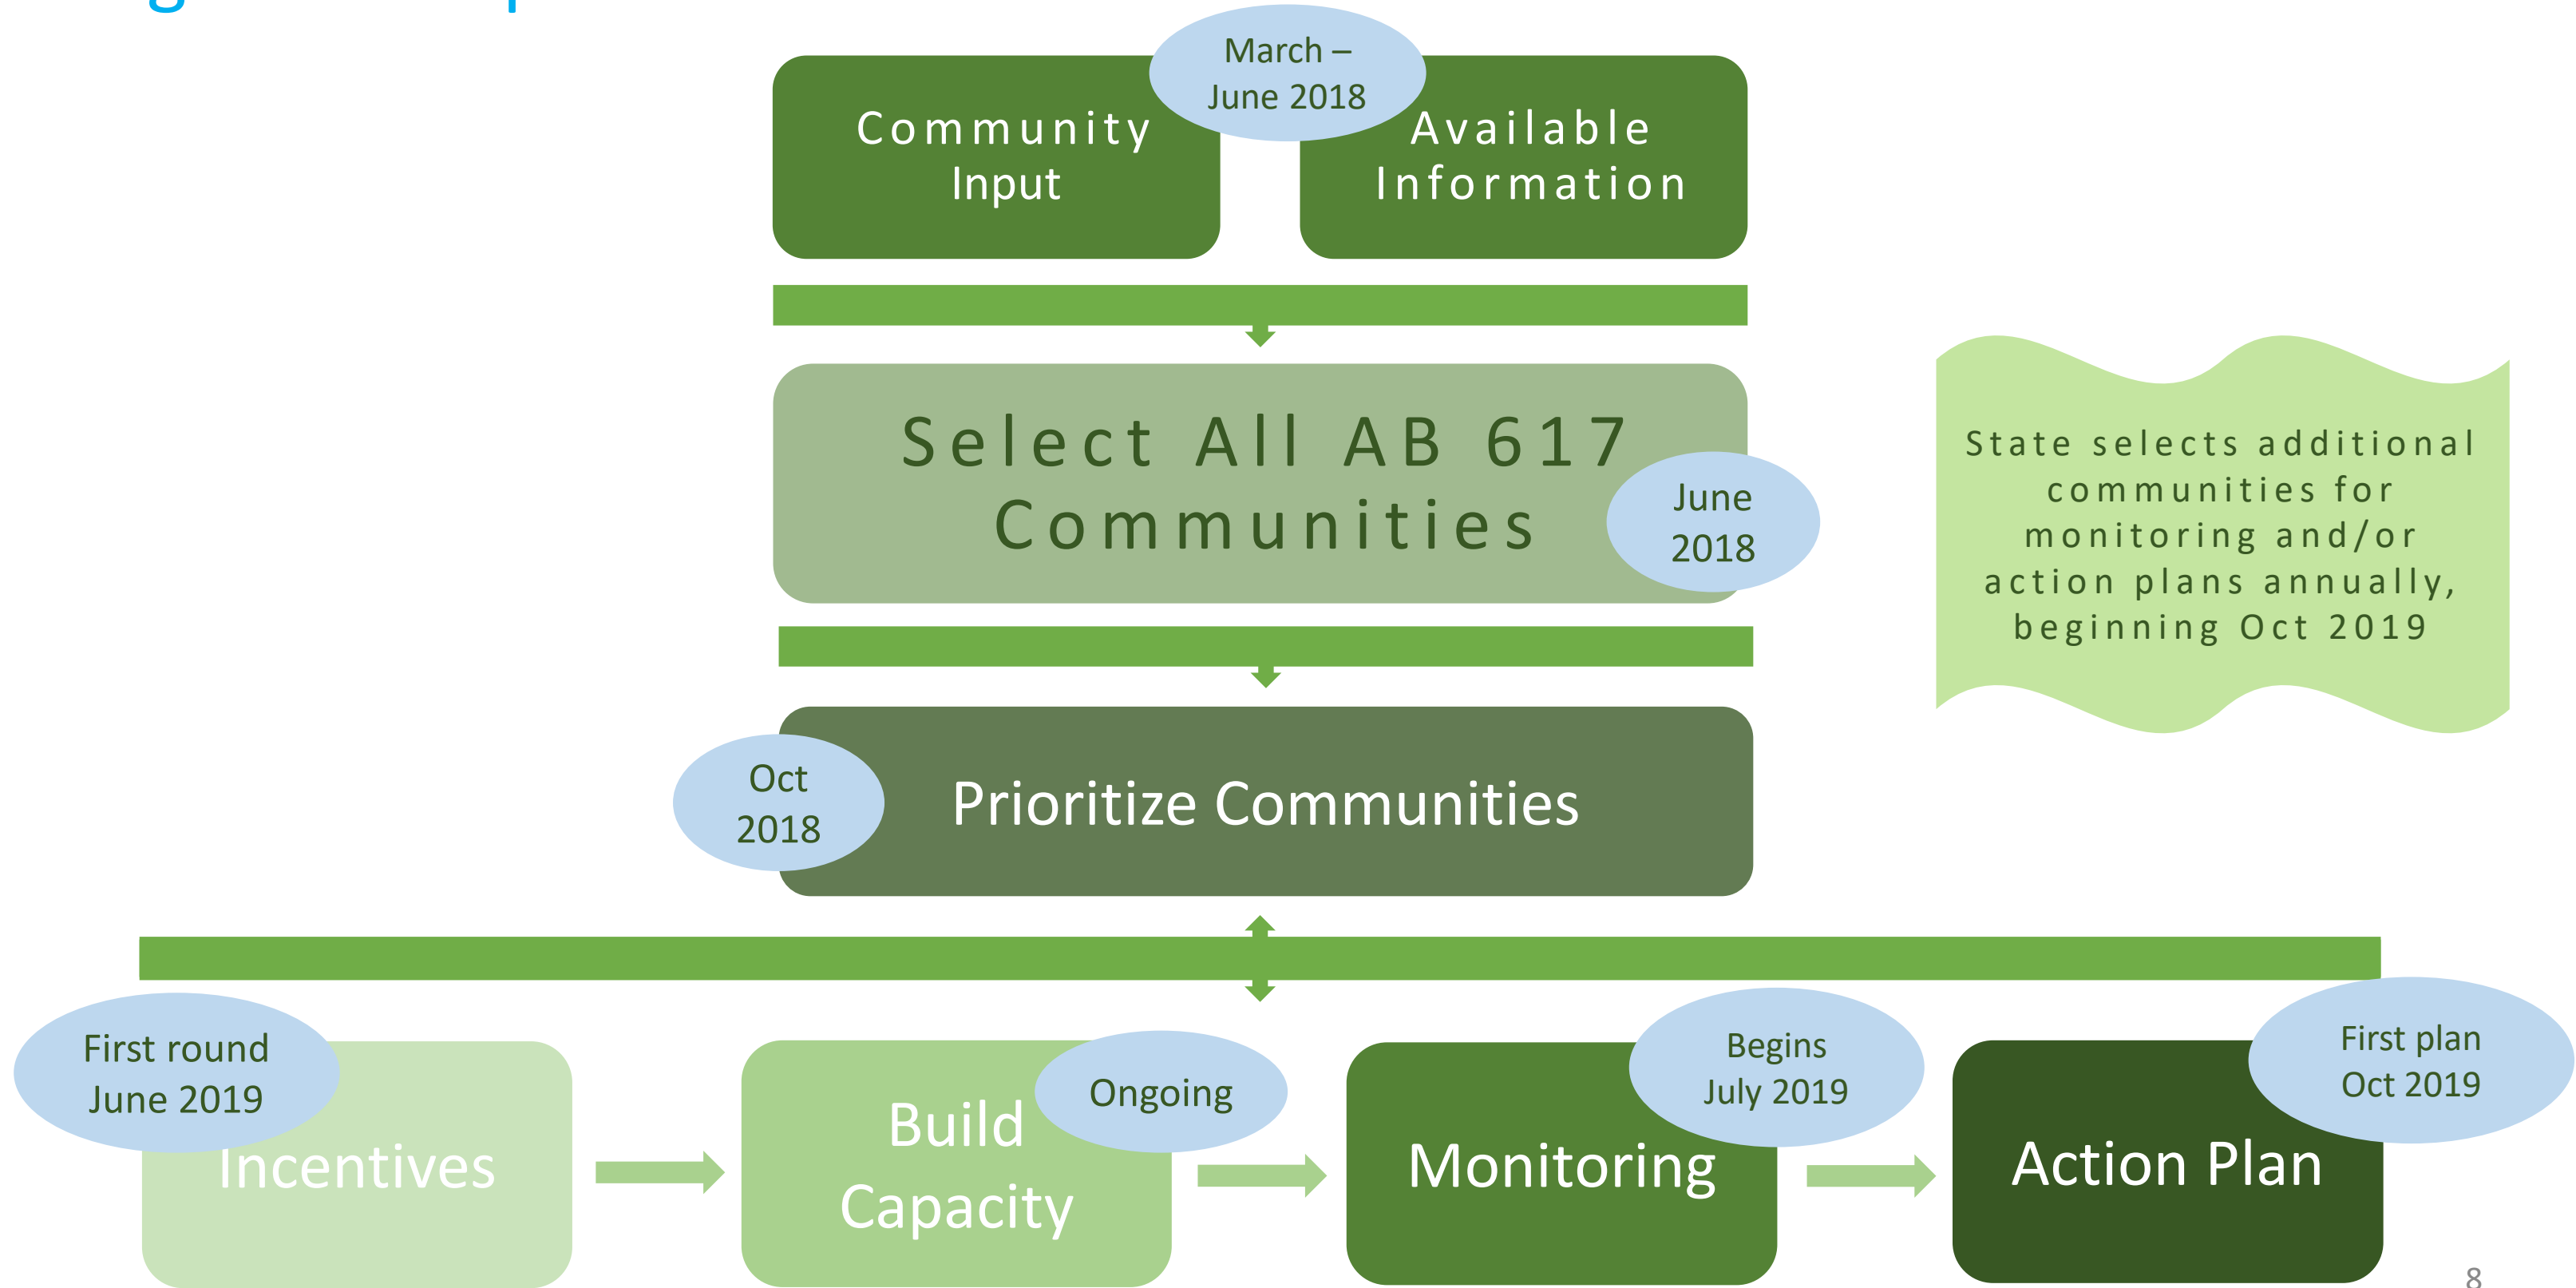 March –
June 2018
Community
Input
Available
Information
Select All AB 617
Communities
June
2018
State selects additional
communities for
monitoring and/or
action plans annually,
beginning Oct 2019
Oct
2018
Prioritize Communities
First round
June 2019
Incentives
Build
Capacity
Ongoing
Monitoring
Begins
July 2019
Action Plan
First plan
Oct 2019
8